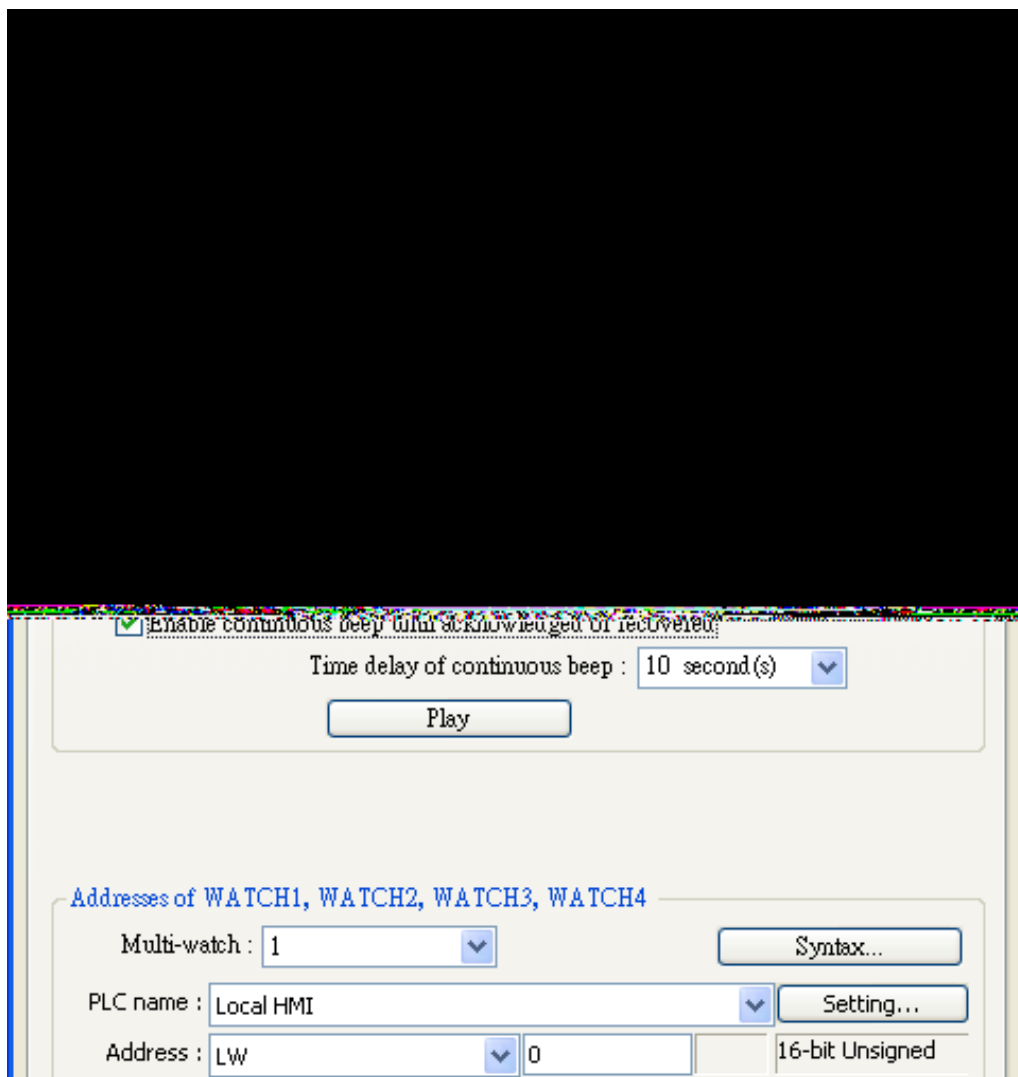 Enable continuous beep until acknowledged or recovered
Time delay of continuous beep : 10 second(s)
Play
Addresses of WATCH1, WATCH2, WATCH3, WATCH4
Multi-watch : 1
Syntax...
PLC name : Local HMI
Setting...
Address : LW 0 16-bit Unsigned